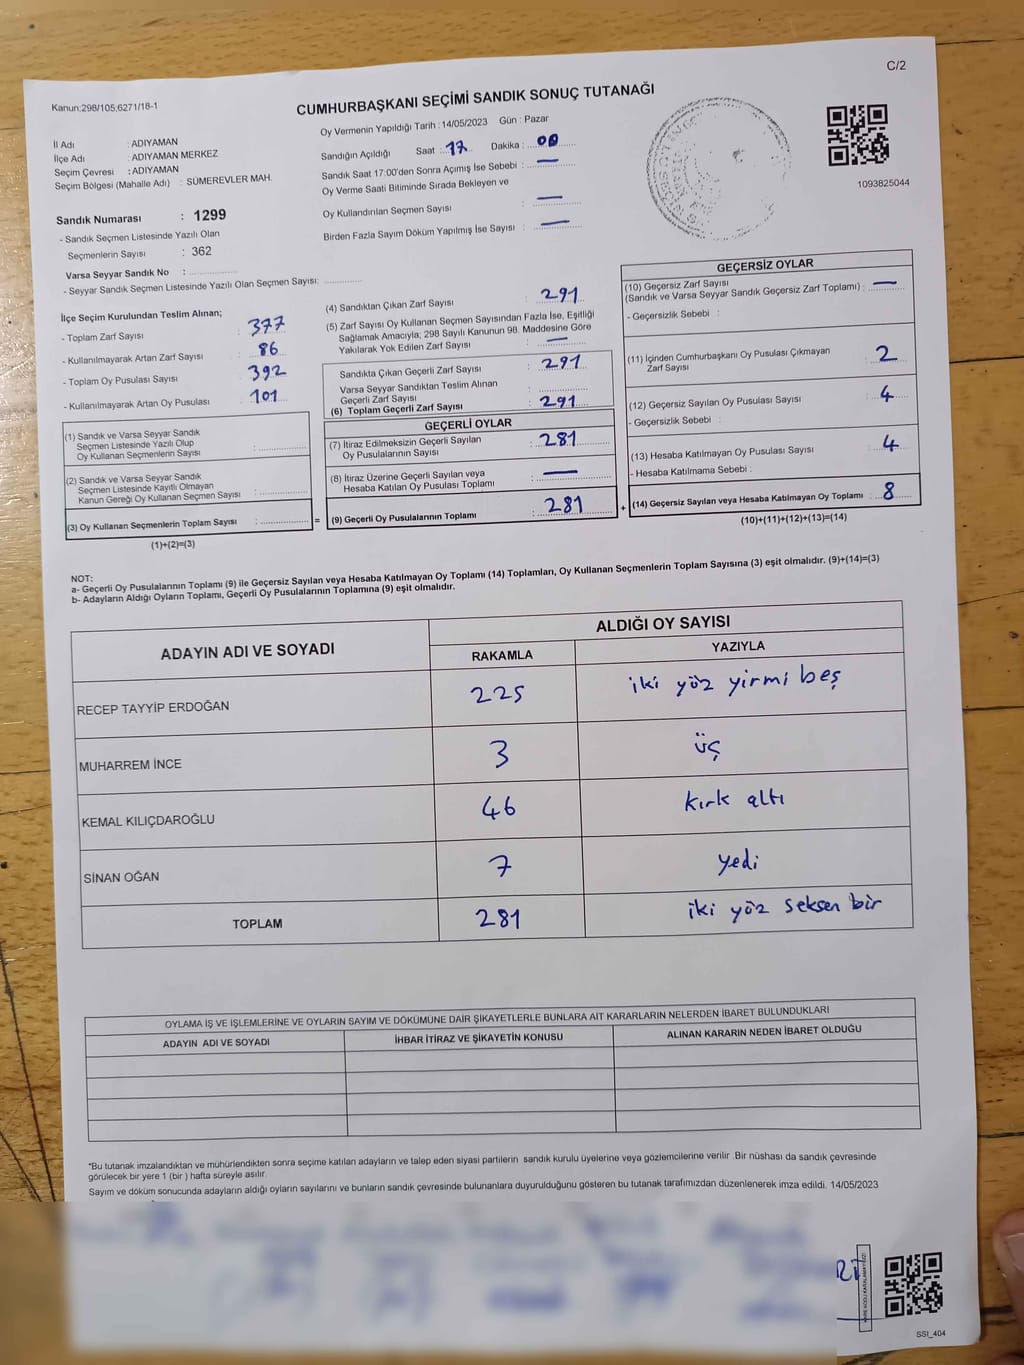 C/2
Kanun:298/105;6271/18-1
CUMHURBAŞKANI SEÇİMİ SANDIK SONUÇ TUTANAĞI
İl Adı : ADIYAMAN
İlçe Adı : ADIYAMAN MERKEZ
Seçim Çevresi : ADIYAMAN
Seçim Bölgesi (Mahalle Adı) : SÜMEREVLER MAH.
Sandık Numarası : 1299
- Sandık Seçmen Listesinde Yazılı Olan
Seçmenlerin Sayısı : 362
Varsa Seyyar Sandık No :
- Seyyar Sandık Seçmen Listesinde Yazılı Olan Seçmen Sayısı:
Oy Vermenin Yapıldığı Tarih : 14/05/2023 Gün : Pazar
Sandığın Açıldığı Saat : 17 Dakika : 00
Sandık Saat 17:00'den Sonra Açımış İse Sebebi : —
Oy Verme Saati Bitiminde Sırada Bekleyen ve
Oy Kullandırılan Seçmen Sayısı —
Birden Fazla Sayım Döküm Yapılmış İse Sayısı : —
1093825044
İlçe Seçim Kurulundan Teslim Alınan;
- Toplam Zarf Sayısı : 377
- Kullanılmayarak Artan Zarf Sayısı : 86
- Toplam Oy Pusulası Sayısı : 392
- Kullanılmayarak Artan Oy Pusulası : 101
(1) Sandık ve Varsa Seyyar Sandık
Seçmen Listesinde Yazılı Olup
Oy Kullanan Seçmenlerin Sayısı :
(2) Sandık ve Varsa Seyyar Sandık
Seçmen Listesinde Kayıtlı Olmayan
Kanun Gereği Oy Kullanan Seçmen Sayısı :
(3) Oy Kullanan Seçmenlerin Toplam Sayısı : =
(1)+(2)=(3)
(4) Sandıktan Çıkan Zarf Sayısı : 291
(5) Zarf Sayısı Oy Kullanan Seçmen Sayısından Fazla İse, Eşitliği
Sağlamak Amacıyla; 298 Sayılı Kanunun 98. Maddesine Göre
Yakılarak Yok Edilen Zarf Sayısı : —
Sandıkta Çıkan Geçerli Zarf Sayısı : 291
Varsa Seyyar Sandıktan Teslim Alınan
Geçerli Zarf Sayısı :
(6) Toplam Geçerli Zarf Sayısı : 291
GEÇERLİ OYLAR
(7) İtiraz Edilmeksizin Geçerli Sayılan
Oy Pusulalarının Sayısı : 281
(8) İtiraz Üzerine Geçerli Sayılan veya
Hesaba Katılan Oy Pusulası Toplamı : —
(9) Geçerli Oy Pusulalarının Toplamı : 281 +
GEÇERSİZ OYLAR
(10) Geçersiz Zarf Sayısı
(Sandık ve Varsa Seyyar Sandık Geçersiz Zarf Toplamı) : —
- Geçersizlik Sebebi :
(11) İçinden Cumhurbaşkanı Oy Pusulası Çıkmayan
Zarf Sayısı : 2
(12) Geçersiz Sayılan Oy Pusulası Sayısı : 4
- Geçersizlik Sebebi :
(13) Hesaba Katılmayan Oy Pusulası Sayısı : 4
- Hesaba Katılmama Sebebi :
(14) Geçersiz Sayılan veya Hesaba Katılmayan Oy Toplamı : 8
(10)+(11)+(12)+(13)=(14)
NOT:
a- Geçerli Oy Pusulalarının Toplamı (9) ile Geçersiz Sayılan veya Hesaba Katılmayan Oy Toplamı (14) Toplamları, Oy Kullanan Seçmenlerin Toplam Sayısına (3) eşit olmalıdır. (9)+(14)=(3)
b- Adayların Aldığı Oyların Toplamı, Geçerli Oy Pusulalarının Toplamına (9) eşit olmalıdır.
ADAYIN ADI VE SOYADI
ALDIĞI OY SAYISI
RAKAMLA YAZIYLA
RECEP TAYYİP ERDOĞAN 225 iki yöz yirmi beş
MUHARREM İNCE 3 üç
KEMAL KILIÇDAROĞLU 46 kırk altı
SİNAN OĞAN 7 yedi
TOPLAM 281 iki yöz seksen bir
OYLAMA İŞ VE İŞLEMLERİNE VE OYLARIN SAYIM VE DÖKÜMÜNE DAİR ŞİKAYETLERLE BUNLARA AİT KARARLARIN NELERDEN İBARET BULUNDUKLARI
ADAYIN ADI VE SOYADI İHBAR İTİRAZ VE ŞİKAYETİN KONUSU ALINAN KARARIN NEDEN İBARET OLDUĞU
*Bu tutanak imzalandıktan ve mühürlendikten sonra seçime katılan adayların ve talep eden siyasi partilerin sandık kurulu üyelerine veya gözlemcilerine verilir .Bir nüshası da sandık çevresinde
görülecek bir yere 1 (bir ) hafta süreyle asılır.
Sayım ve döküm sonucunda adayların aldığı oyların sayılarını ve bunların sandık çevresinde bulunanlara duyurulduğunu gösteren bu tutanak tarafımızdan düzenlenerek imza edildi. 14/05/2023
SSI_404